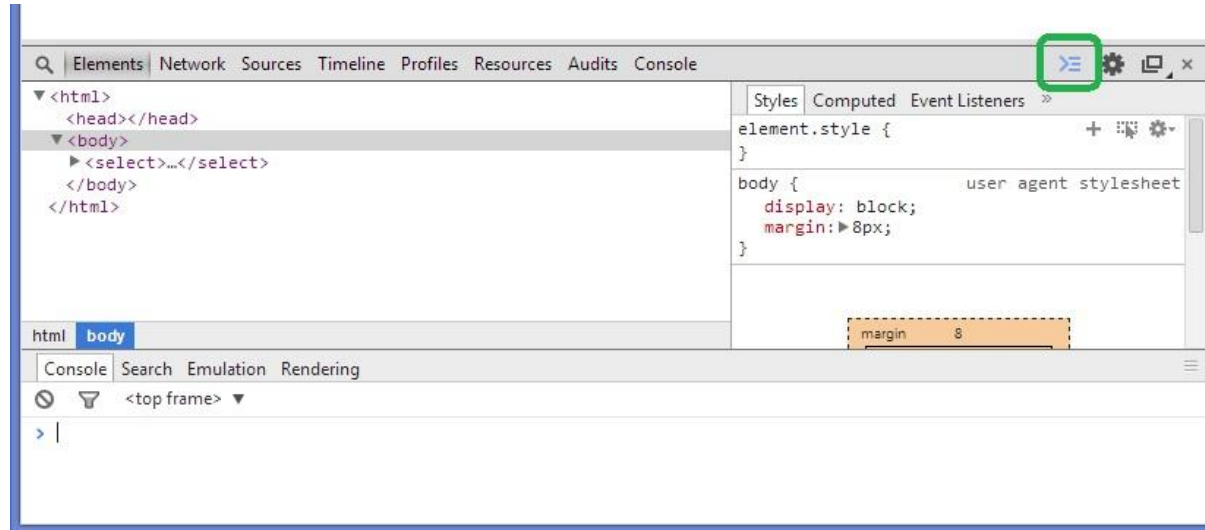 Elements Network Sources Timeline Profiles Resources Audits Console
▼<html>
<head></head>
▼<body>
▶<select>…</select>
</body>
</html>
html body
Styles Computed Event Listeners »
element.style {
}
body { user agent stylesheet
display: block;
margin:▶8px;
}
margin 8
Console Search Emulation Rendering
<top frame> ▼
>